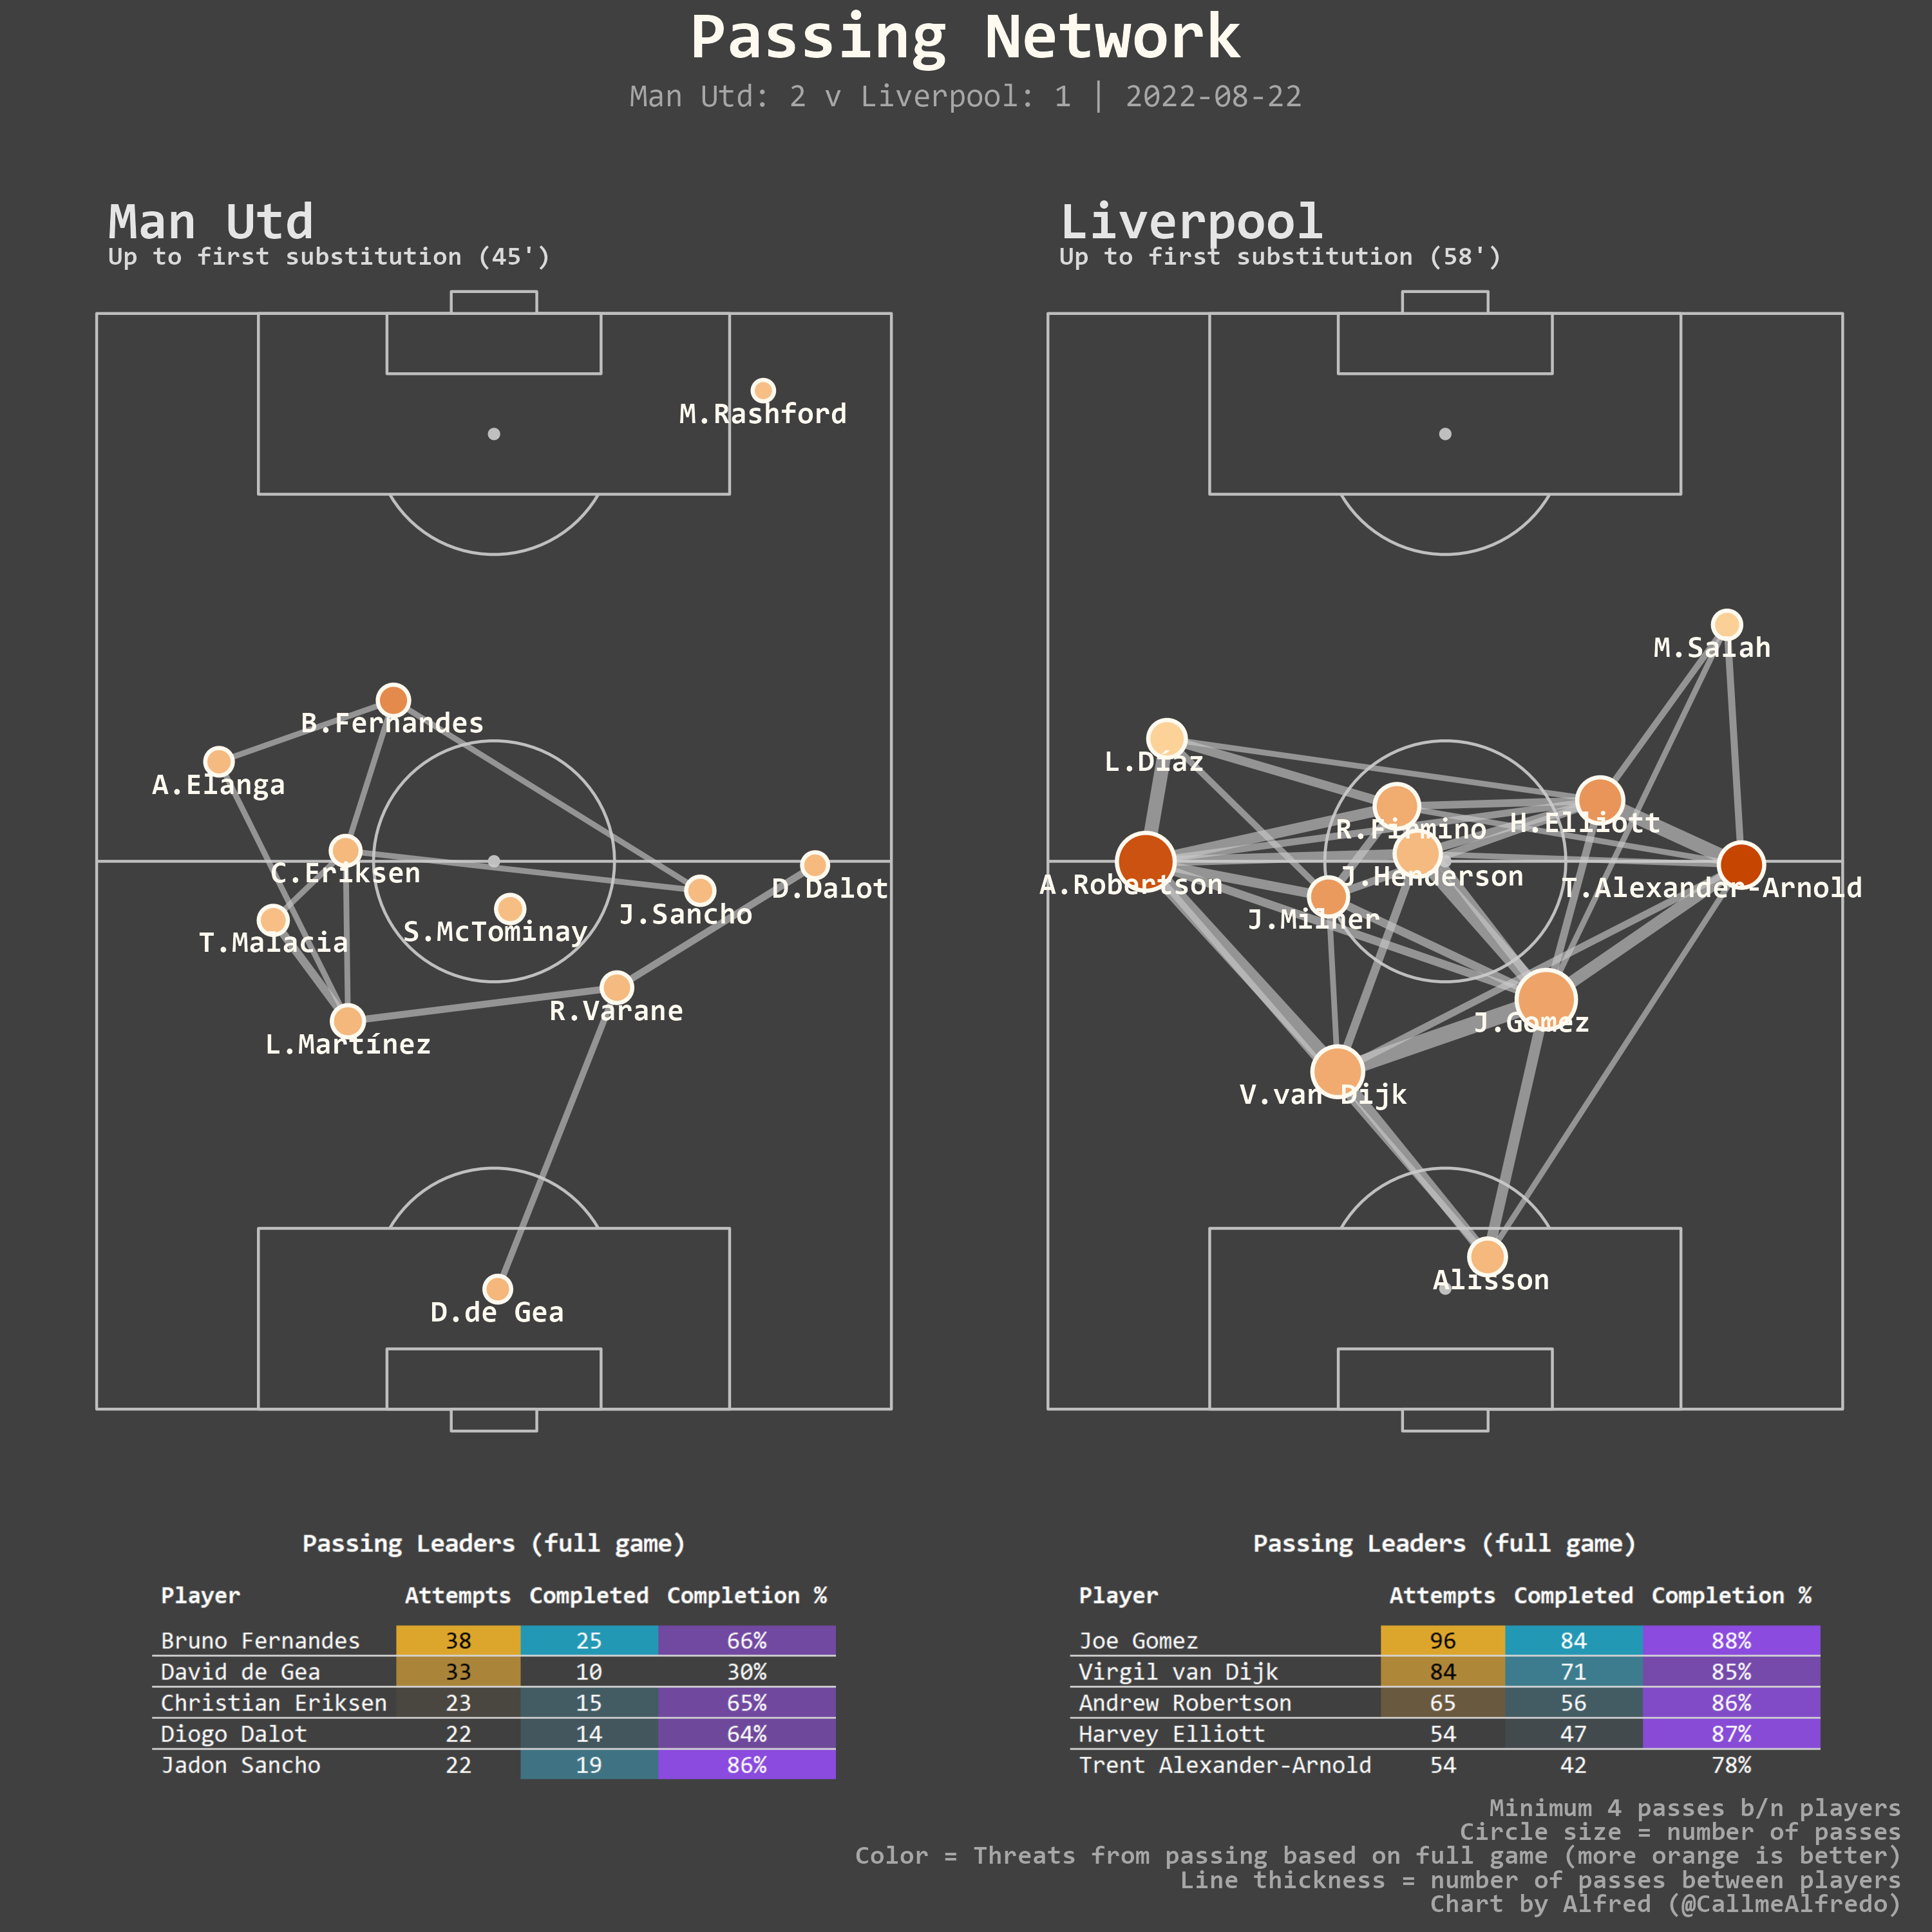 Passing Network
Man Utd: 2 v Liverpool: 1 | 2022-08-22
Man Utd
Up to first substitution (45')
M.Rashford
B.Fernandes
A.Elanga
C.Eriksen
D.Dalot
J.Sancho
S.McTominay
T.Malacia
R.Varane
L.Martínez
D.de Gea
Liverpool
Up to first substitution (58')
M.Salah
L.Díaz
R.Firmino
H.Elliott
J.Henderson
A.Robertson
T.Alexander-Arnold
J.Milner
J.Gomez
V.van Dijk
Alisson
Passing Leaders (full game)
Player Attempts Completed Completion %
Bruno Fernandes 38 25 66%
David de Gea 33 10 30%
Christian Eriksen 23 15 65%
Diogo Dalot 22 14 64%
Jadon Sancho 22 19 86%
Passing Leaders (full game)
Player Attempts Completed Completion %
Joe Gomez 96 84 88%
Virgil van Dijk 84 71 85%
Andrew Robertson 65 56 86%
Harvey Elliott 54 47 87%
Trent Alexander-Arnold 54 42 78%
Minimum 4 passes b/n players
Circle size = number of passes
Color = Threats from passing based on full game (more orange is better)
Line thickness = number of passes between players
Chart by Alfred (@CallmeAlfredo)